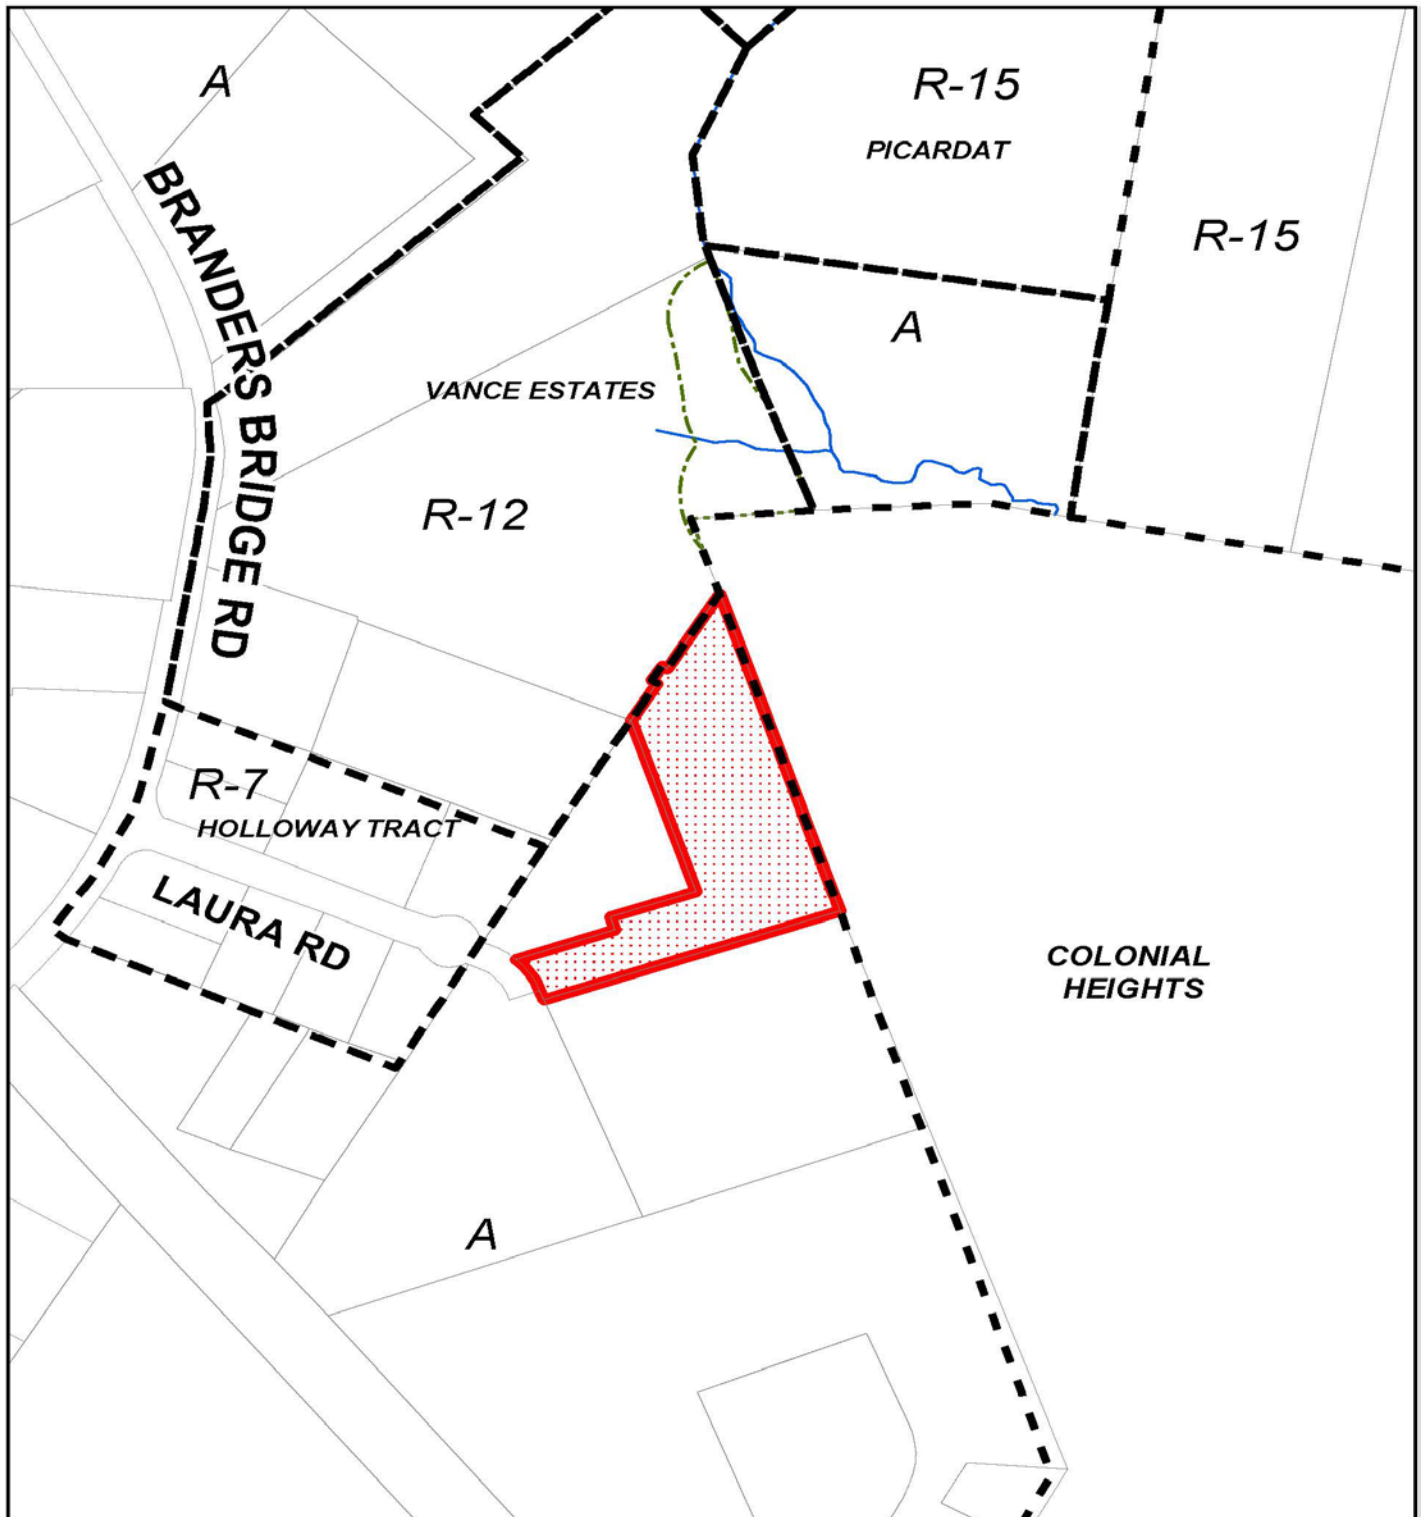 A
R-15
PICARDAT
R-15
BRANDERS BRIDGE RD
A
VANCE ESTATES
R-12
R-7
HOLLOWAY TRACT
LAURA RD
COLONIAL
HEIGHTS
A